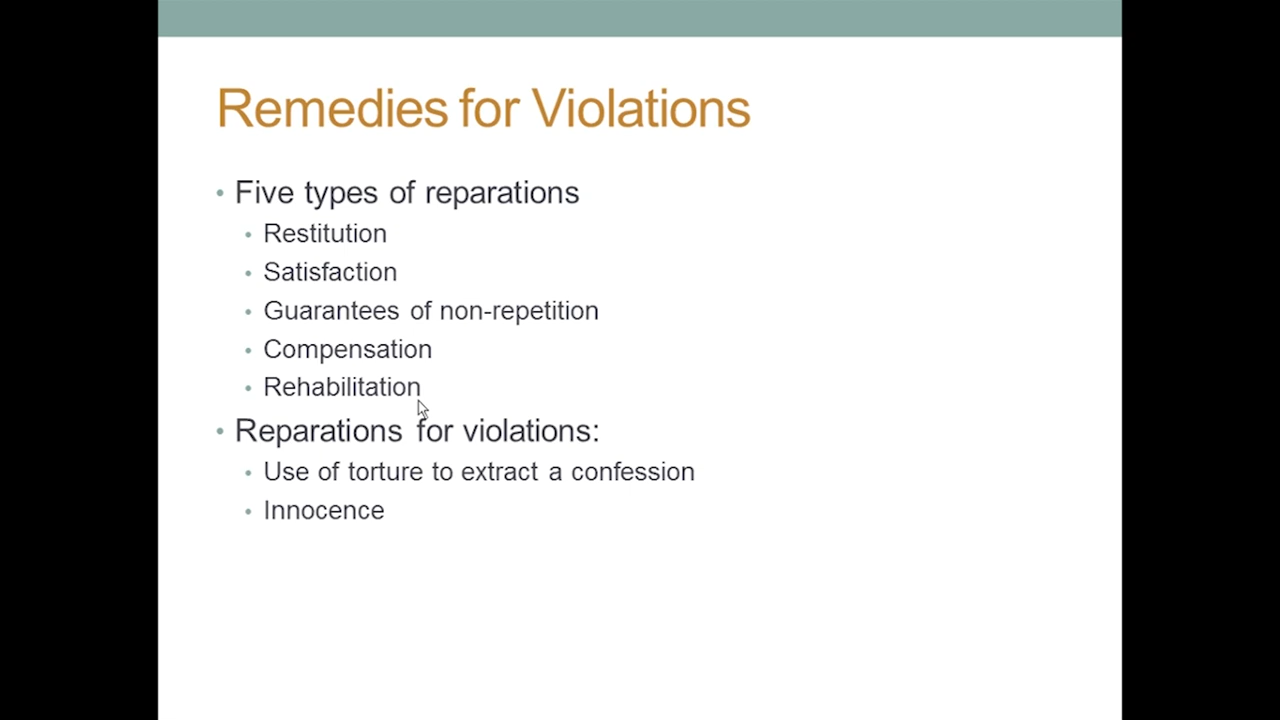 Remedies for Violations
• Five types of reparations
• Restitution
• Satisfaction
• Guarantees of non-repetition
• Compensation
• Rehabilitation
• Reparations for violations:
• Use of torture to extract a confession
• Innocence